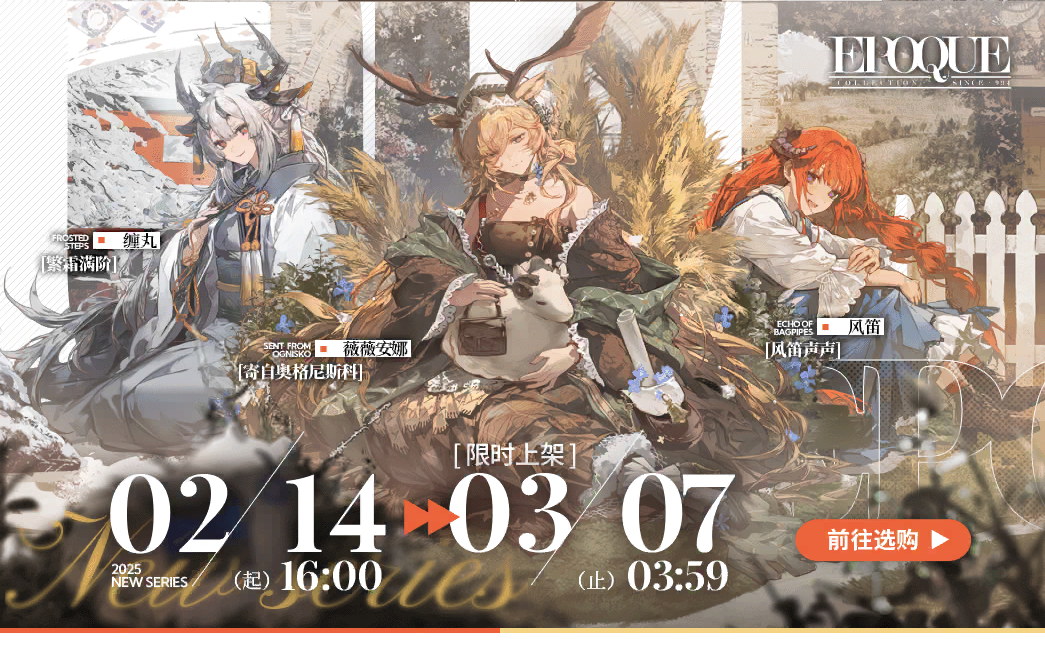 EPOQUE
COLLECTION
SINCE 994
FROSTED
STEPS
缠丸
[繁霜满阶]
SENT FROM
OGNISKO
薇薇安娜
[寄自奥格尼斯科]
ECHO OF
BAGPIPES
风笛
[风笛声声]
[限时上架]
02/14
03/07
2025
NEW SERIES
(起) 16:00
(止) 03:59
New series
前往选购